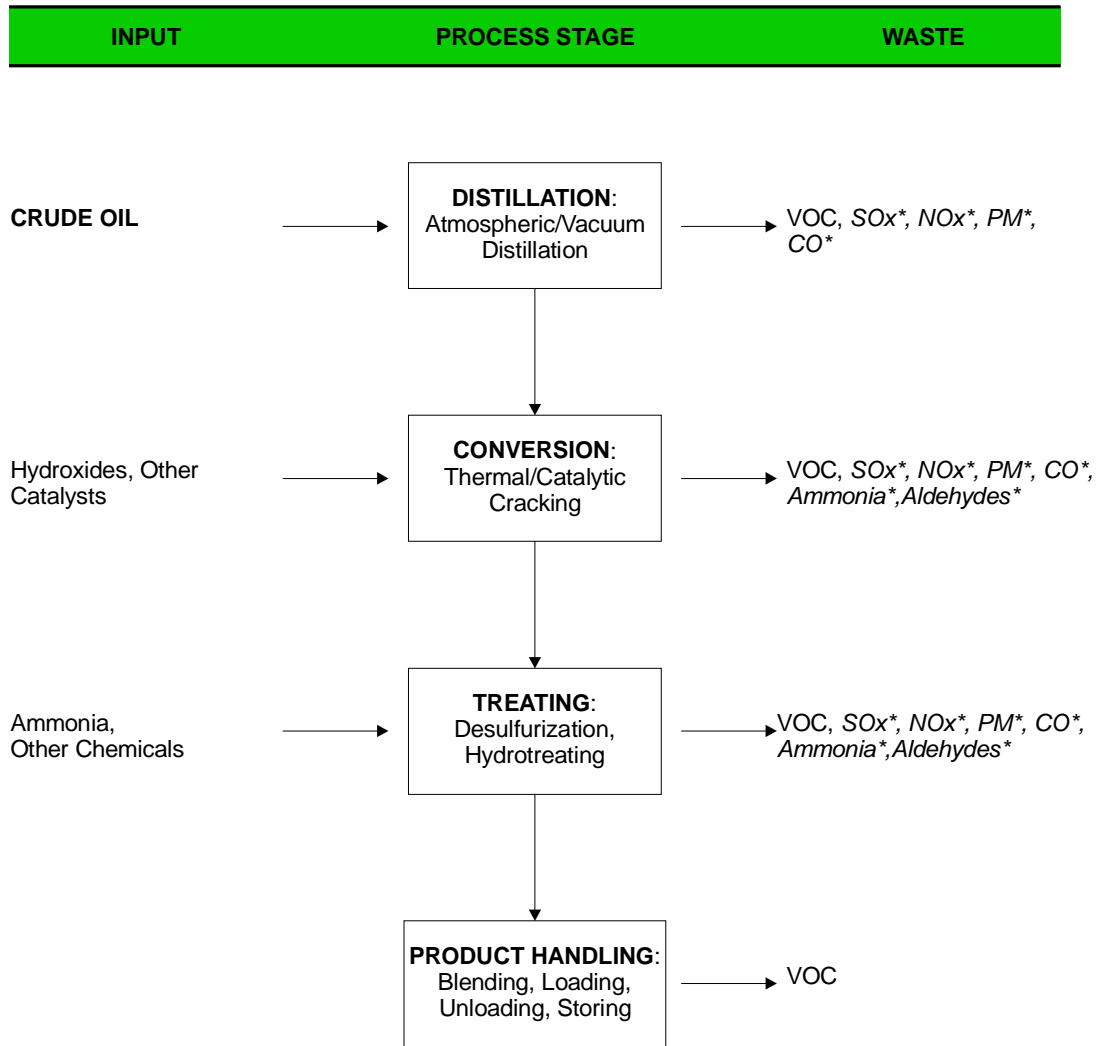 INPUT PROCESS STAGE WASTE
CRUDE OIL
DISTILLATION:
Atmospheric/Vacuum
Distillation
VOC, SOx*, NOx*, PM*,
CO*
Hydroxides, Other
Catalysts
CONVERSION:
Thermal/Catalytic
Cracking
VOC, SOx*, NOx*, PM*, CO*,
Ammonia*,Aldehydes*
Ammonia,
Other Chemicals
TREATING:
Desulfurization,
Hydrotreating
VOC, SOx*, NOx*, PM*, CO*,
Ammonia*,Aldehydes*
PRODUCT HANDLING:
Blending, Loading,
Unloading, Storing
VOC